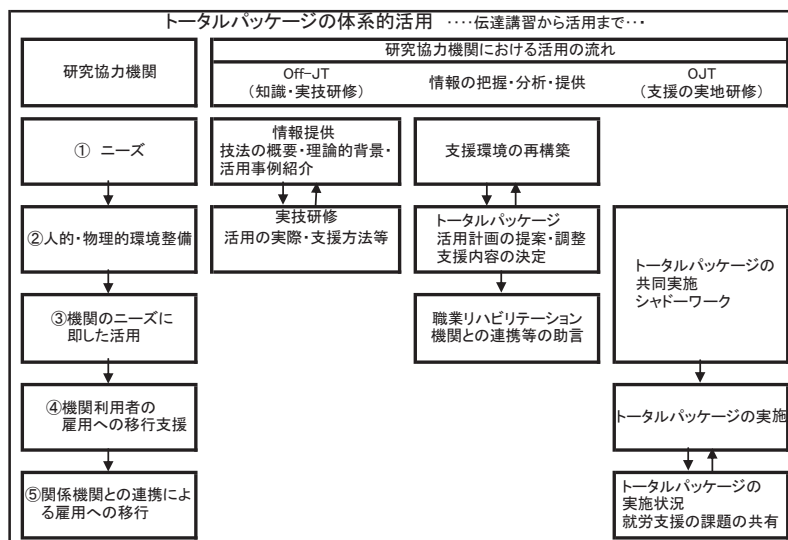 トータルパッケージの体系的活用 ‥‥伝達講習から活用まで‥・
研究協力機関
研究協力機関における活用の流れ
Off-JT
(知識・実技研修)
情報の把握・分析・提供
OJT
(支援の実地研修)
① ニーズ
②人的・物理的環境整備
③機関のニーズに
即した活用
④機関利用者の
雇用への移行支援
⑤関係機関との連携によ
る雇用への移行
情報提供
技法の概要・理論的背景・
活用事例紹介
実技研修
活用の実際・支援方法等
支援環境の再構築
トータルパッケージ
活用計画の提案・調整
支援内容の決定
職業リハビリテーション
機関との連携等の助言
トータルパッケージの
共同実施
シャドーワーク
トータルパッケージの実施
トータルパッケージの
実施状況
就労支援の課題の共有